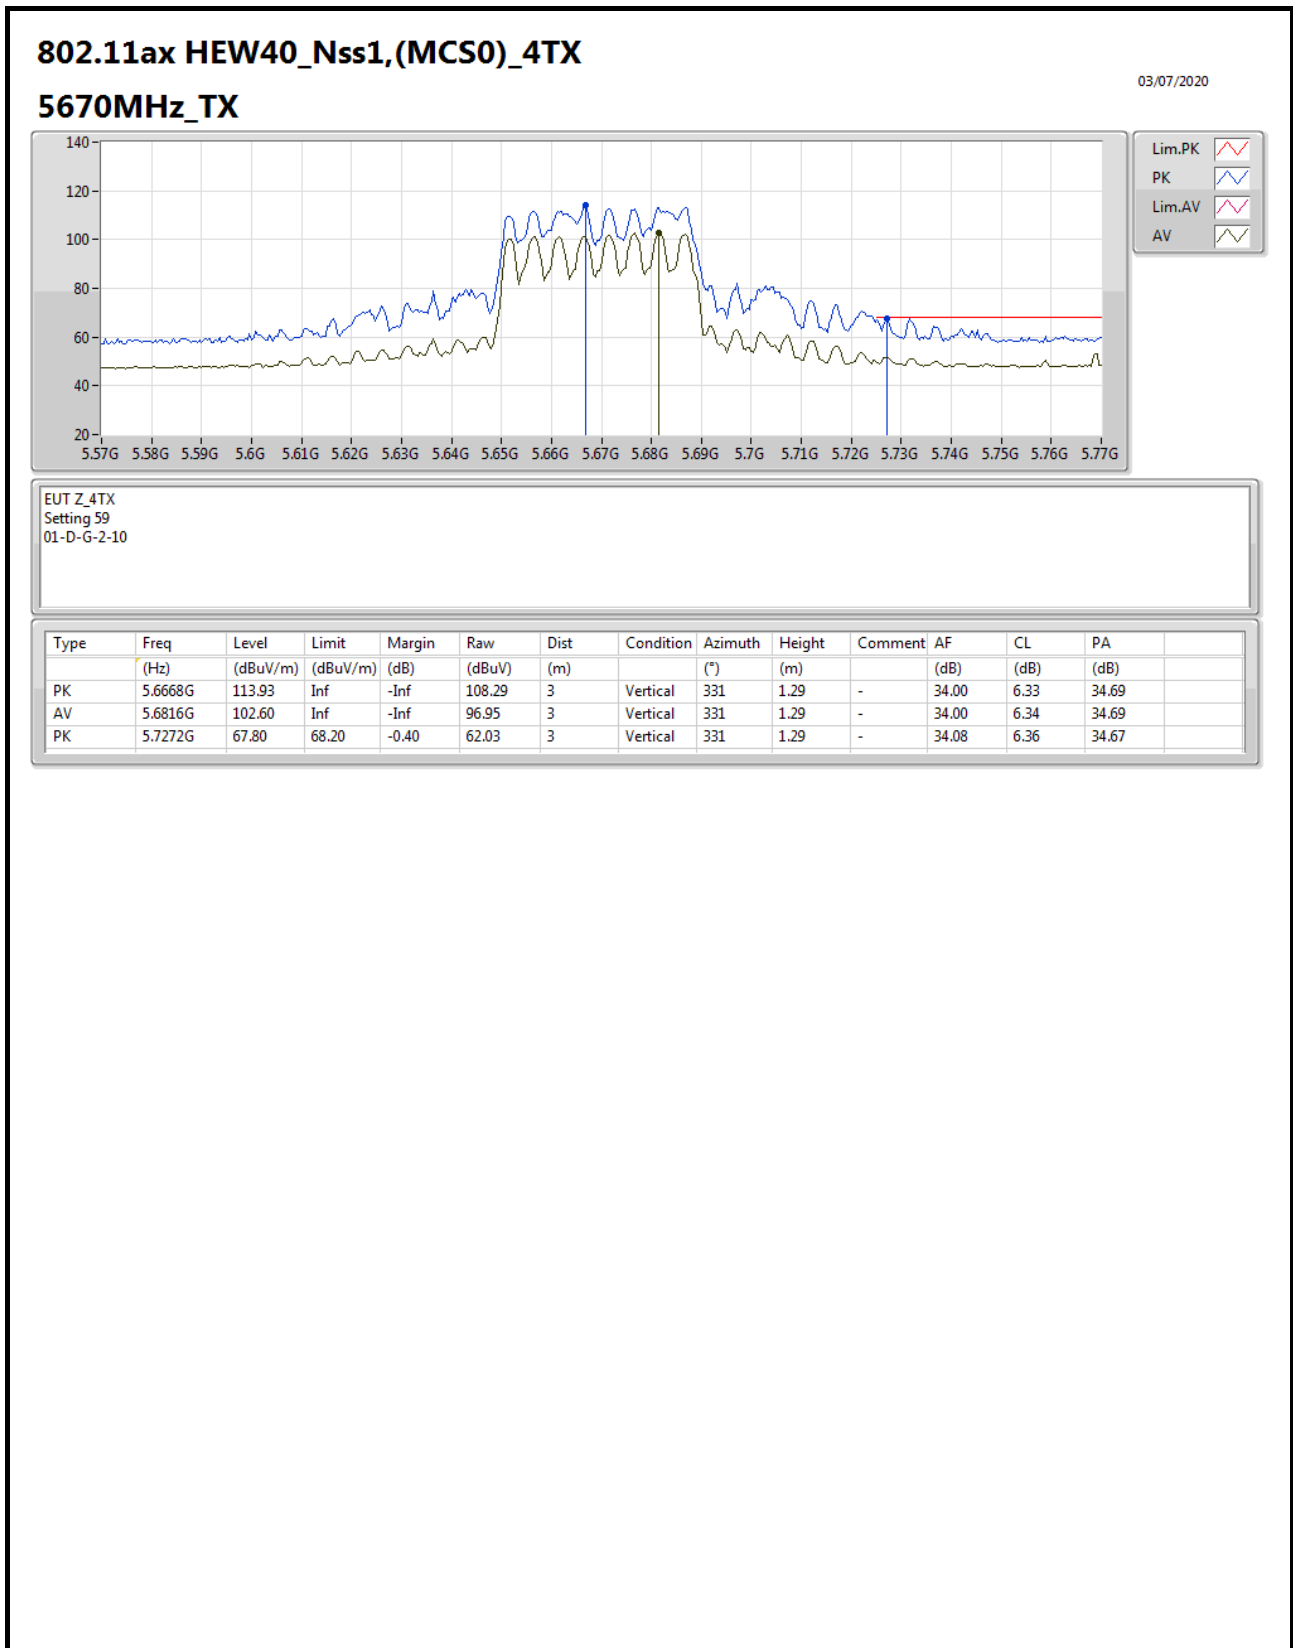 802.11ax HEW40_Nss1,(MCS0)_4TX
03/07/2020
5670MHz_TX
140
120
100
80
60
40
20
5.57G 5.58G 5.59G 5.6G 5.61G 5.62G 5.63G 5.64G 5.65G 5.66G 5.67G 5.68G 5.69G 5.7G 5.71G 5.72G 5.73G 5.74G 5.75G 5.76G 5.77G
Lim.PK
PK
Lim.AV
AV
EUT Z_4TX
Setting 59
01-D-G-2-10
Type Freq Level Limit Margin Raw Dist Condition Azimuth Height Comment AF CL PA
(Hz) (dBuV/m) (dBuV/m) (dB) (dBuV) (m) (°) (m) (dB) (dB) (dB)
PK 5.6668G 113.93 Inf -Inf 108.29 3 Vertical 331 1.29 - 34.00 6.33 34.69
AV 5.6816G 102.60 Inf -Inf 96.95 3 Vertical 331 1.29 - 34.00 6.34 34.69
PK 5.7272G 67.80 68.20 -0.40 62.03 3 Vertical 331 1.29 - 34.08 6.36 34.67